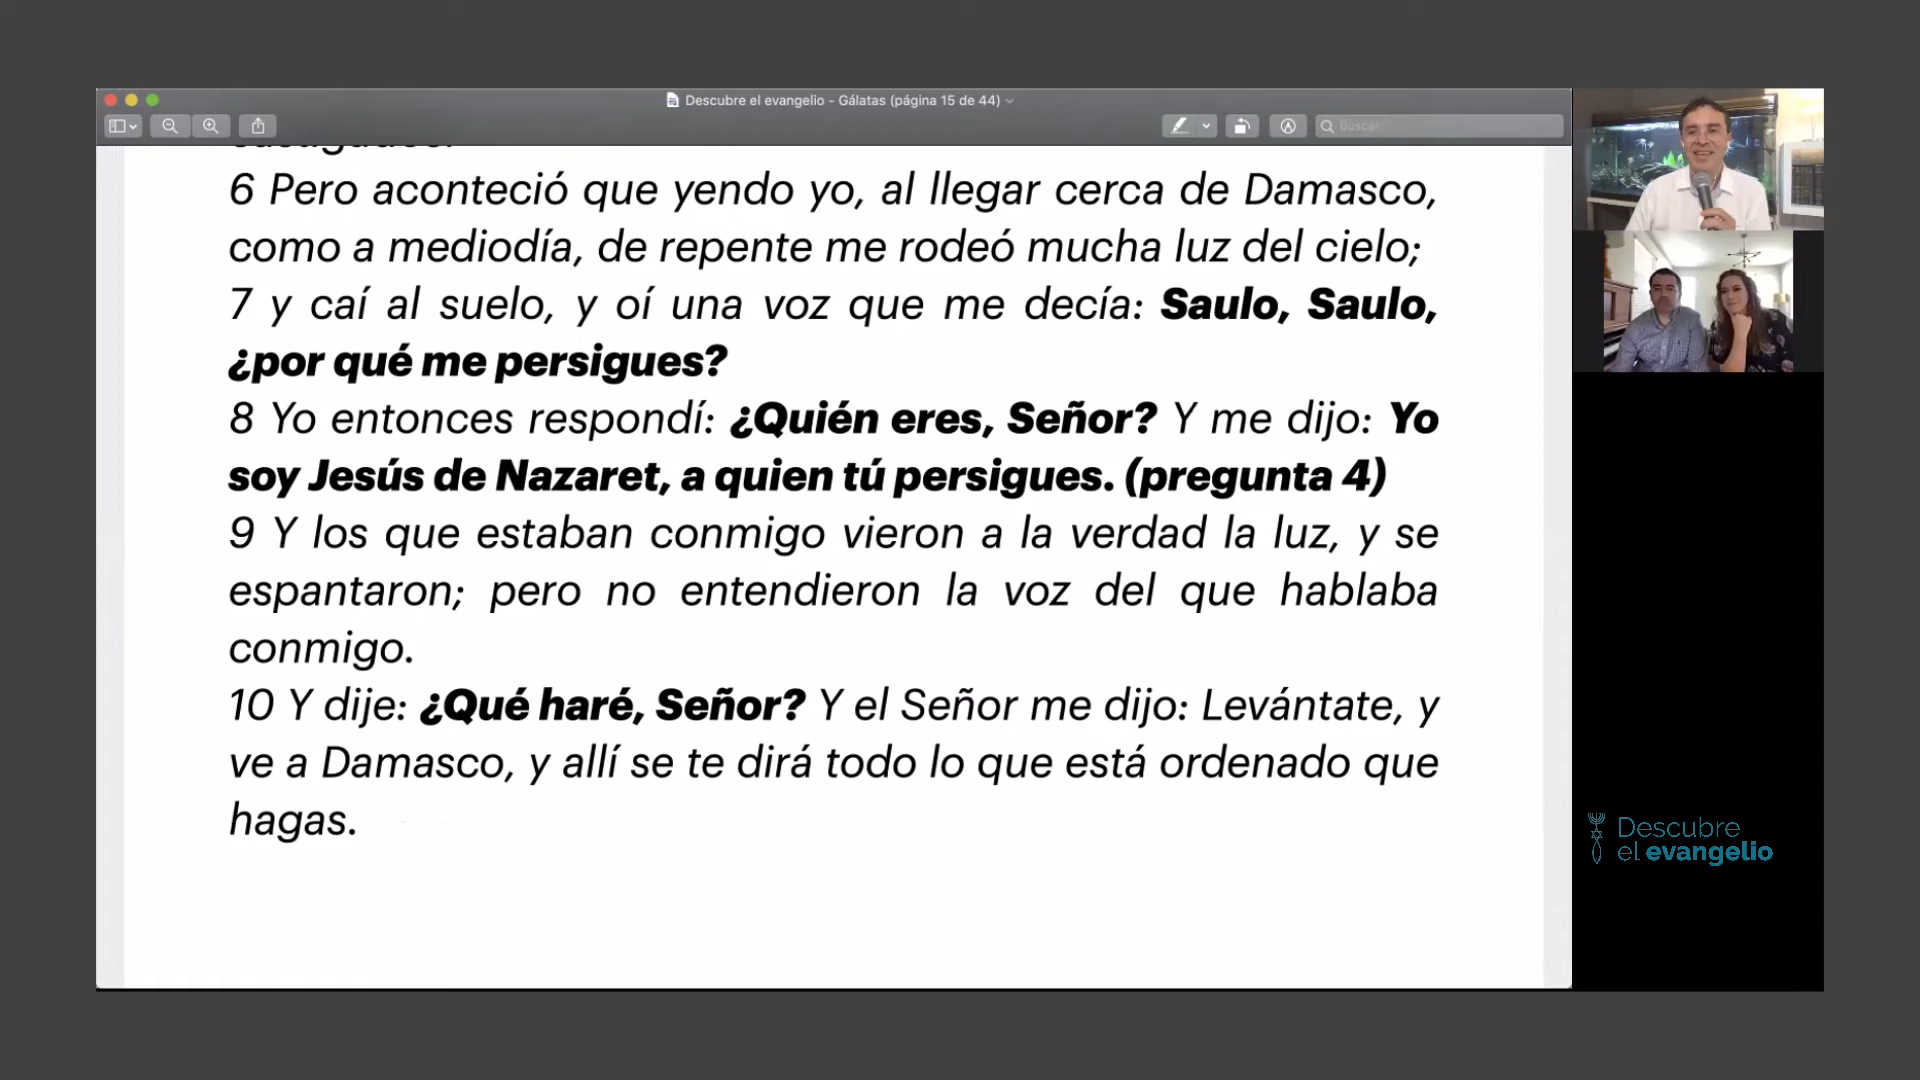 Descubre el evangelio - Gálatas (página 15 de 44)
Buscar
6 Pero aconteció que yendo yo, al llegar cerca de Damasco,
como a mediodía, de repente me rodeó mucha luz del cielo;
7 y caí al suelo, y oí una voz que me decía: Saulo, Saulo,
¿por qué me persigues?
8 Yo entonces respondí: ¿Quién eres, Señor? Y me dijo: Yo
soy Jesús de Nazaret, a quien tú persigues. (pregunta 4)
9 Y los que estaban conmigo vieron a la verdad la luz, y se
espantaron; pero no entendieron la voz del que hablaba
conmigo.
10 Y dije: ¿Qué haré, Señor? Y el Señor me dijo: Levántate, y
ve a Damasco, y allí se te dirá todo lo que está ordenado que
hagas.
Descubre
el evangelio